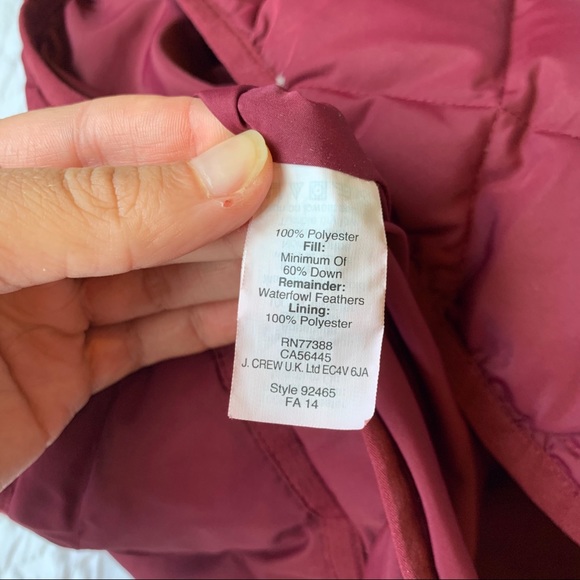 100% Polyester
Fill:
Minimum Of
60% Down
Remainder:
Waterfowl Feathers
Lining:
100% Polyester
RN77388
CA56445
J. CREW U.K. Ltd EC4V 6JA
Style 92465
FA 14